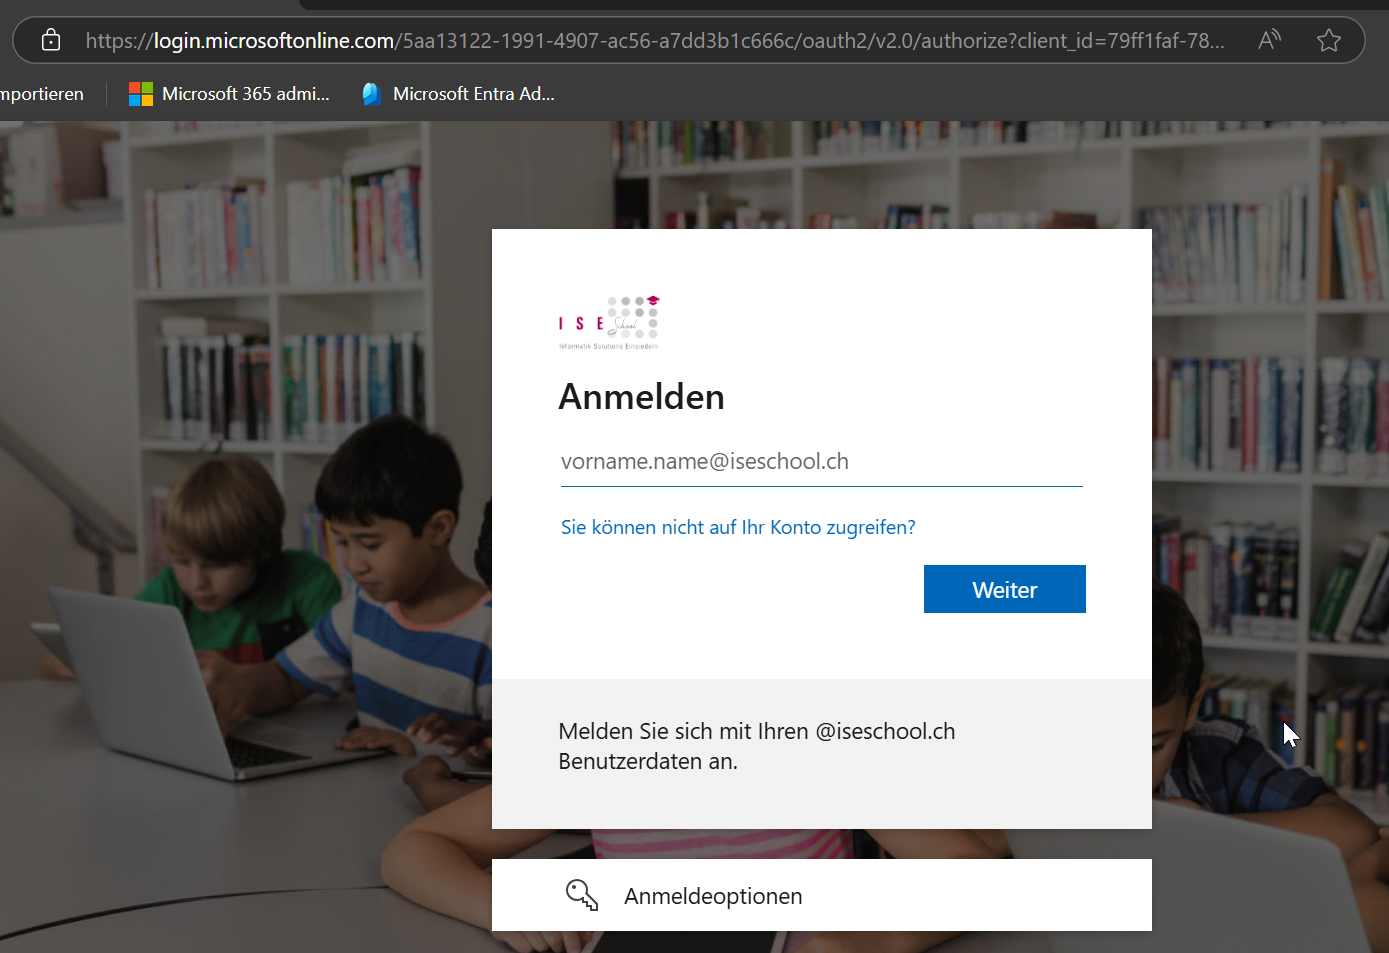 https://login.microsoftonline.com/5aa13122-1991-4907-ac56-a7dd3b1c666c/oauth2/v2.0/authorize?client_id=79ff1faf-78...
mportieren
Microsoft 365 admi...
Microsoft Entra Ad...
ISE School
Informatik Solutions Einsiedeln
Anmelden
vorname.name@iseschool.ch
Sie können nicht auf Ihr Konto zugreifen?
Weiter
Melden Sie sich mit Ihren @iseschool.ch
Benutzerdaten an.
Anmeldeoptionen